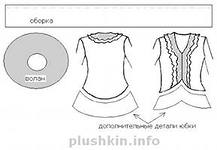 оборка
волан
дополнительные детали юбки
plushkin.info